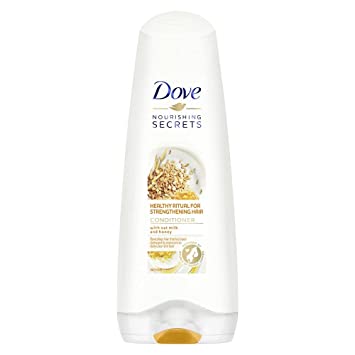 Dove
NOURISHING
SECRETS
HEALTHY RITUAL FOR
STRENGTHENING HAIR
CONDITIONER
with oat milk
and honey